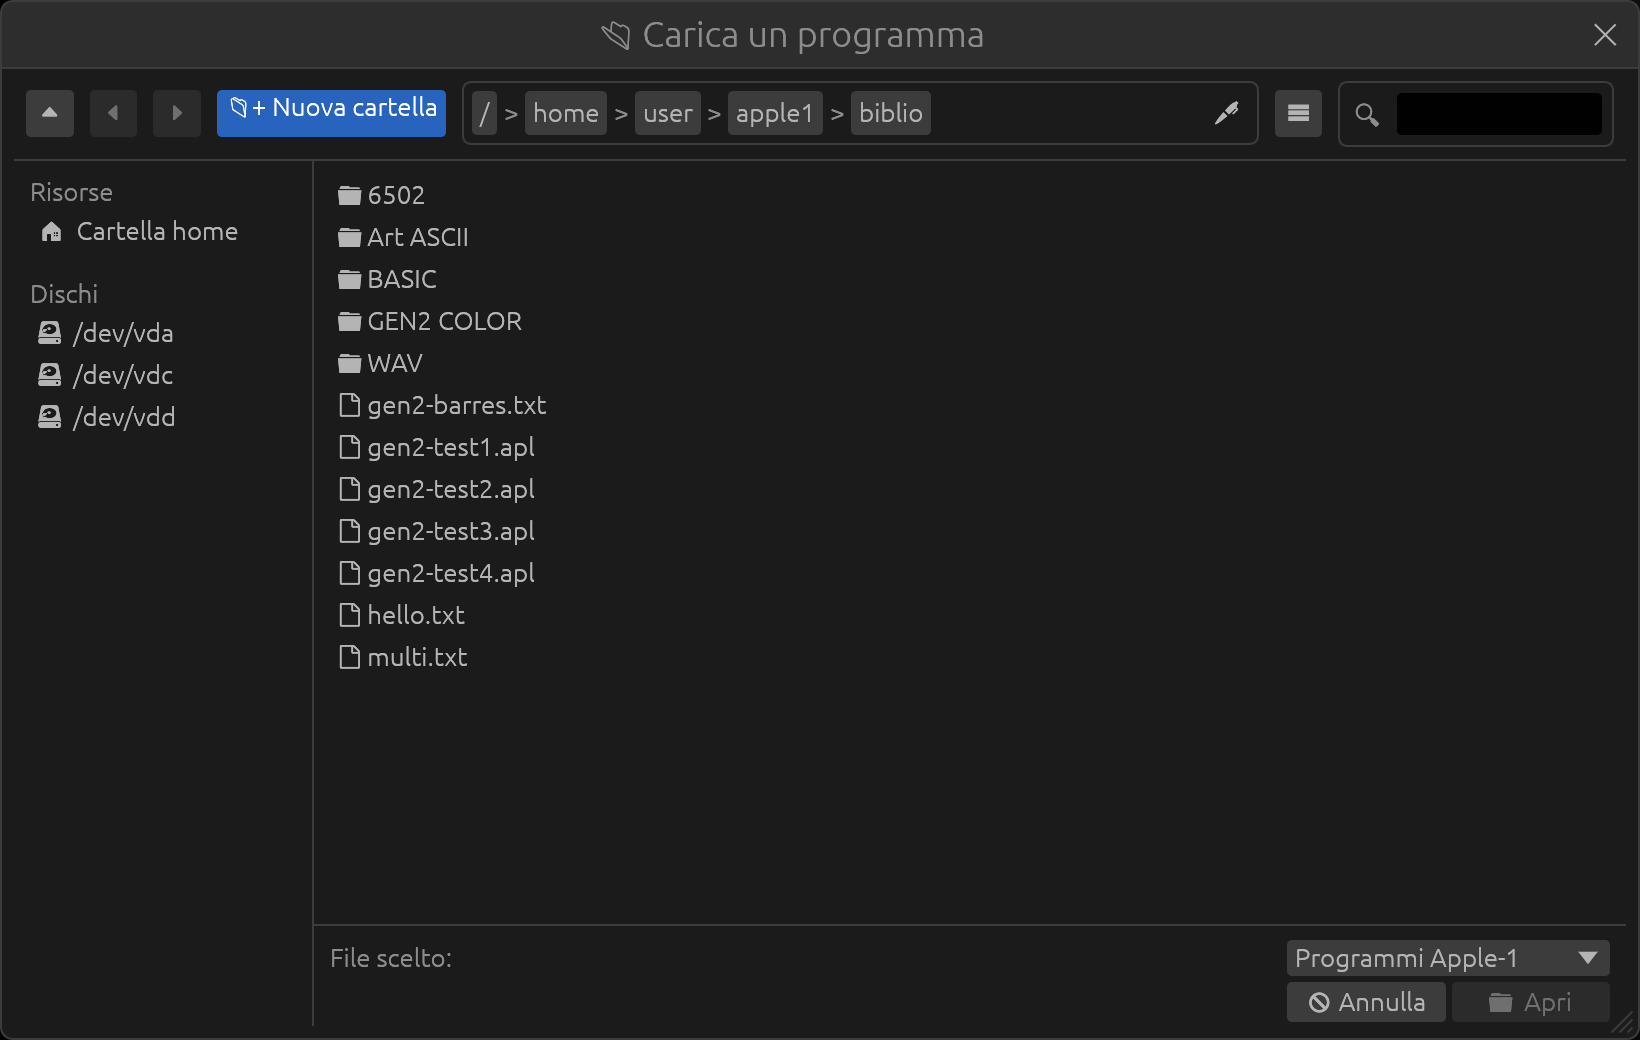 Carica un programma
+ Nuova cartella
/ > home > user > apple1 > biblio
Risorse
Cartella home
Dischi
/dev/vda
/dev/vdc
/dev/vdd
6502
Art ASCII
BASIC
GEN2 COLOR
WAV
gen2-barres.txt
gen2-test1.apl
gen2-test2.apl
gen2-test3.apl
gen2-test4.apl
hello.txt
multi.txt
File scelto:
Programmi Apple-1
Annulla
Apri